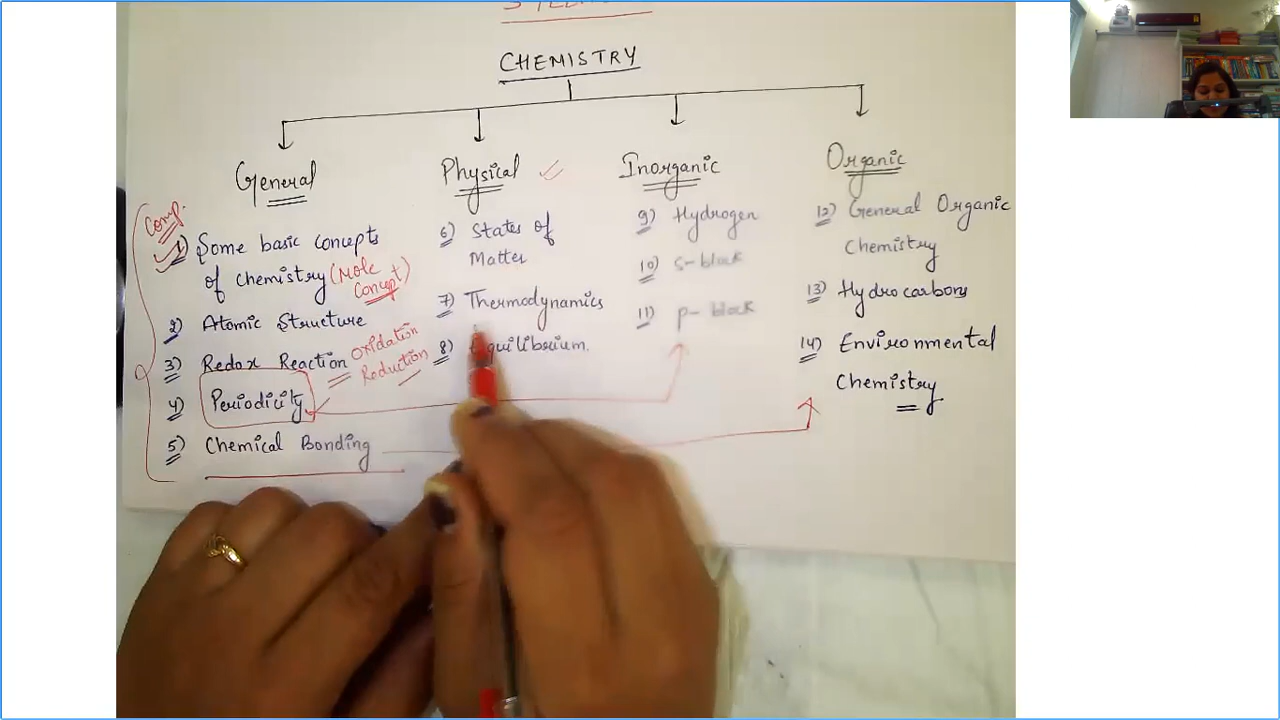 CHEMISTRY
General
Comp.
1) Some basic concepts
of chemistry (Mole
Concept)
2) Atomic Structure
3) Redox Reaction
Oxidation
Reduction
4) Periodicity
5) Chemical Bonding
Physical
6) States of
Matter
7) Thermodynamics
8) Equilibrium.
Inorganic
9) Hydrogen
10) s-block
11) p-block
Organic
12) General Organic
Chemistry
13) Hydrocarbons
14) Environmental
Chemistry